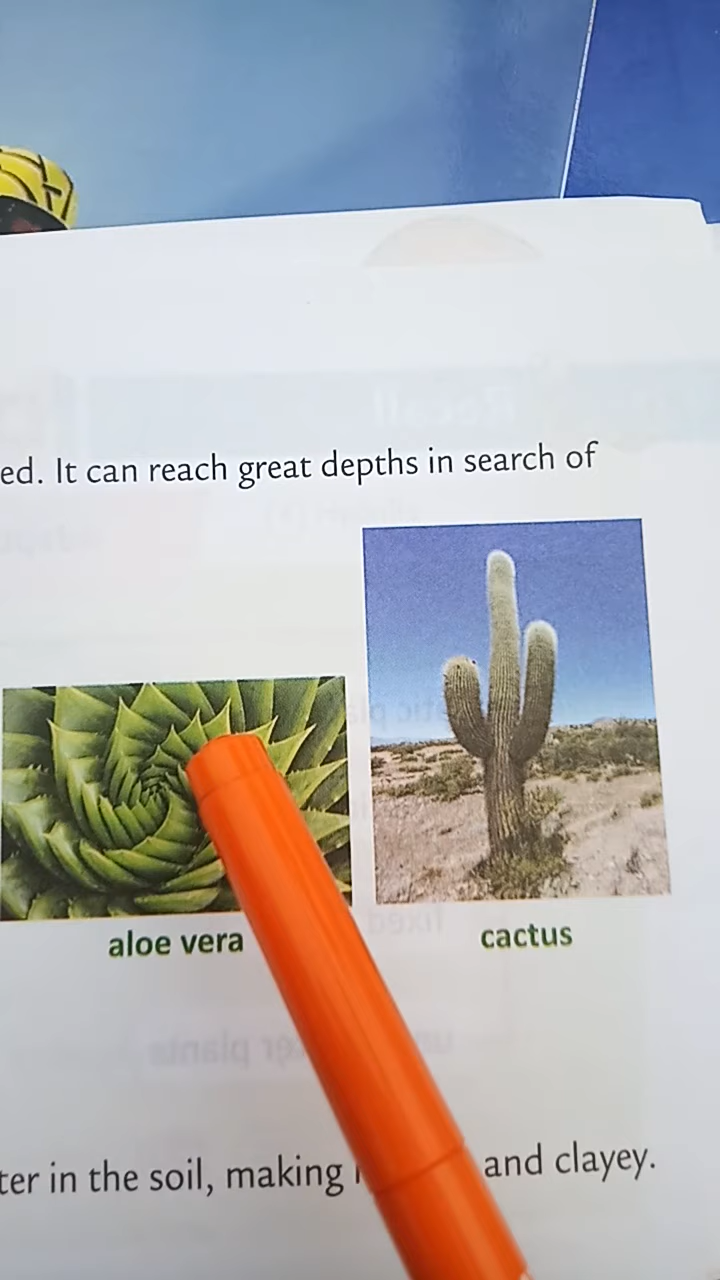 ed. It can reach great depths in search of
aloe vera
cactus
ter in the soil, making and clayey.